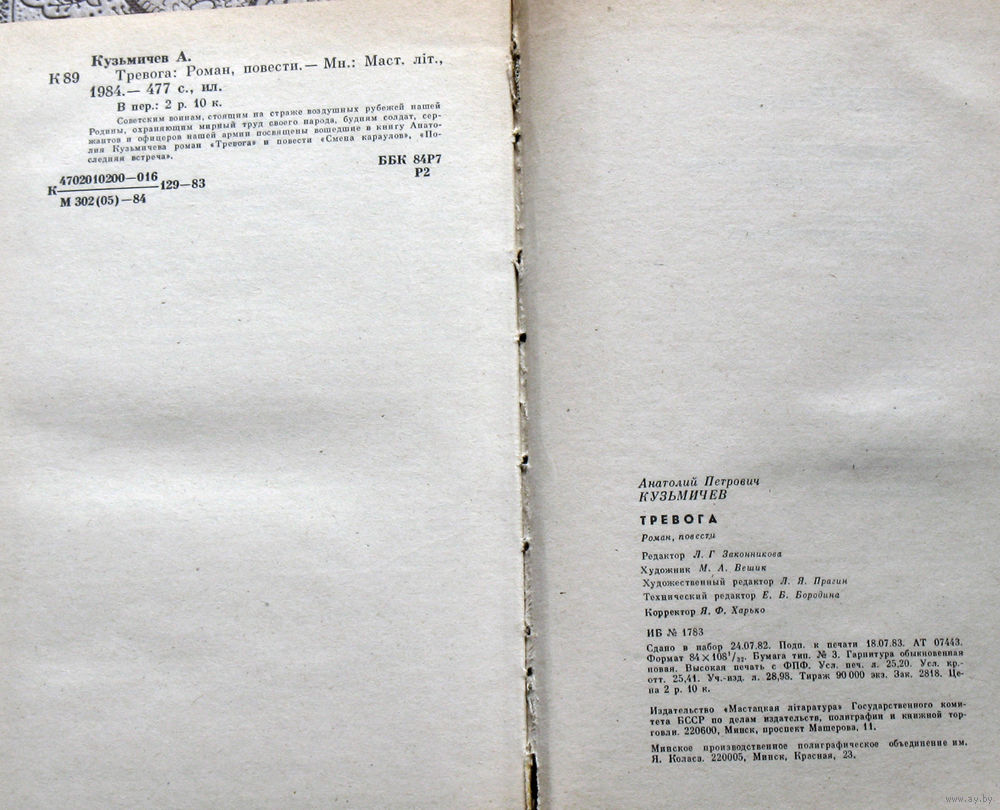 Кузьмичев А.
К 89
Тревога: Роман, повести.— Мн.: Маст. літ.,
1984.— 477 с., ил.
В пер.: 2 р. 10 к.
Советским воинам, стоящим на страже воздушных рубежей нашей
Родины, охраняющим мирный труд своего народа, будням солдат, сер-
жантов и офицеров нашей армии посвящены вошедшие в книгу Анато-
лия Кузьмичева роман «Тревога» и повести «Смена караулов», «По-
следняя встреча».
К 4702010200—016
М 302(05)—84
129—83
ББК 84Р7
Р2
Анатолий Петрович
КУЗЬМИЧЕВ
ТРЕВОГА
Роман, повести
Редактор Л. Г Законникова
Художник М. А. Вешик
Художественный редактор Л. Я. Прагин
Технический редактор Е. Б. Бородина
Корректор Я. Ф. Харько
ИБ № 1783
Сдано в набор 24.07.82. Подп. к печати 18.07.83. АТ 07443.
Формат 84×108¹/₃₂. Бумага тип. № 3. Гарнитура обыкновенная
новая. Высокая печать с ФПФ. Усл. печ. л. 25,20. Усл. кр.-
отт. 25,41. Уч.-изд. л. 28,98. Тираж 90 000 экз. Зак. 2818. Це-
на 2 р. 10 к.
Издательство «Мастацкая літаратура» Государственного коми-
тета БССР по делам издательств, полиграфии и книжной тор-
говли. 220600, Минск, проспект Машерова, 11.
Минское производственное полиграфическое объединение им.
Я. Коласа. 220005, Минск, Красная, 23.
www.ay.by